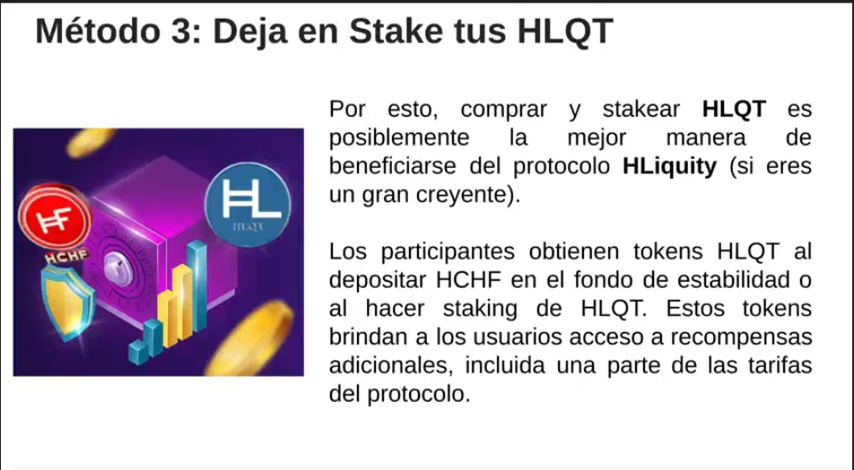 Método 3: Deja en Stake tus HLQT
Por esto, comprar y stakear HLQT es
posiblemente la mejor manera de
beneficiarse del protocolo HLiquity (si eres
un gran creyente).
Los participantes obtienen tokens HLQT al
depositar HCHF en el fondo de estabilidad o
al hacer staking de HLQT. Estos tokens
brindan a los usuarios acceso a recompensas
adicionales, incluida una parte de las tarifas
del protocolo.
HF
HCHF
HL